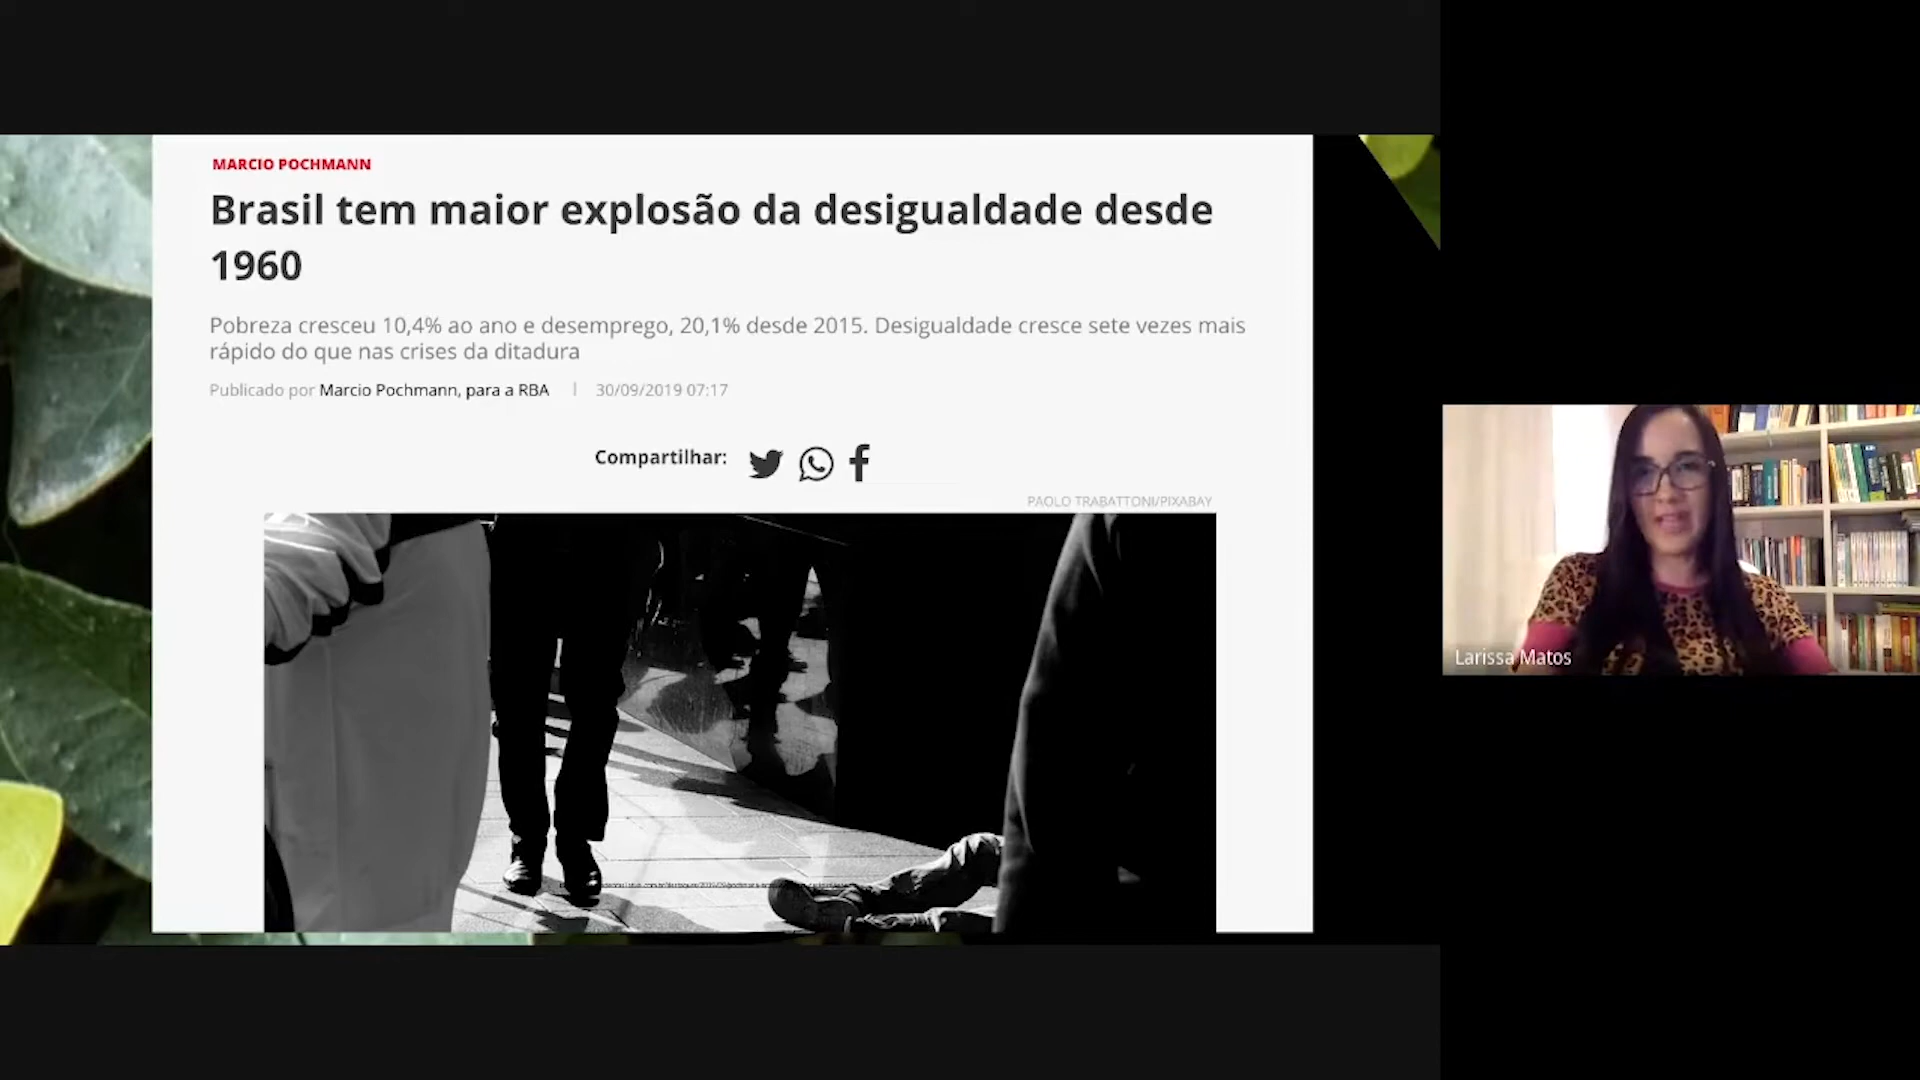 MARCIO POCHMANN
Brasil tem maior explosão da desigualdade desde
1960
Pobreza cresceu 10,4% ao ano e desemprego, 20,1% desde 2015. Desigualdade cresce sete vezes mais
rápido do que nas crises da ditadura
Publicado por Marcio Pochmann, para a RBA | 30/09/2019 07:17
Compartilhar:
PAOLO TRABATTONI/PIXABAY
Larissa Matos